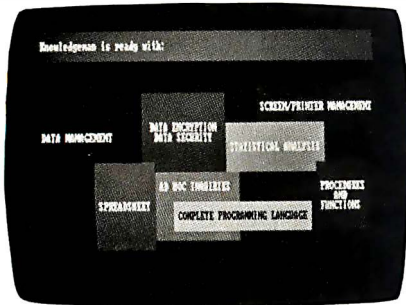 Knowledgeman is ready with:
SCREEN/PRINTER MANAGEMENT
DATA ENCRYPTION
DATA SECURITY
DATA MANAGEMENT
STATISTICAL ANALYSIS
AD HOC INQUIRIES
PROCEDURES
AND
FUNCTIONS
SPREADSHEET
COMPLETE PROGRAMMING LANGUAGE